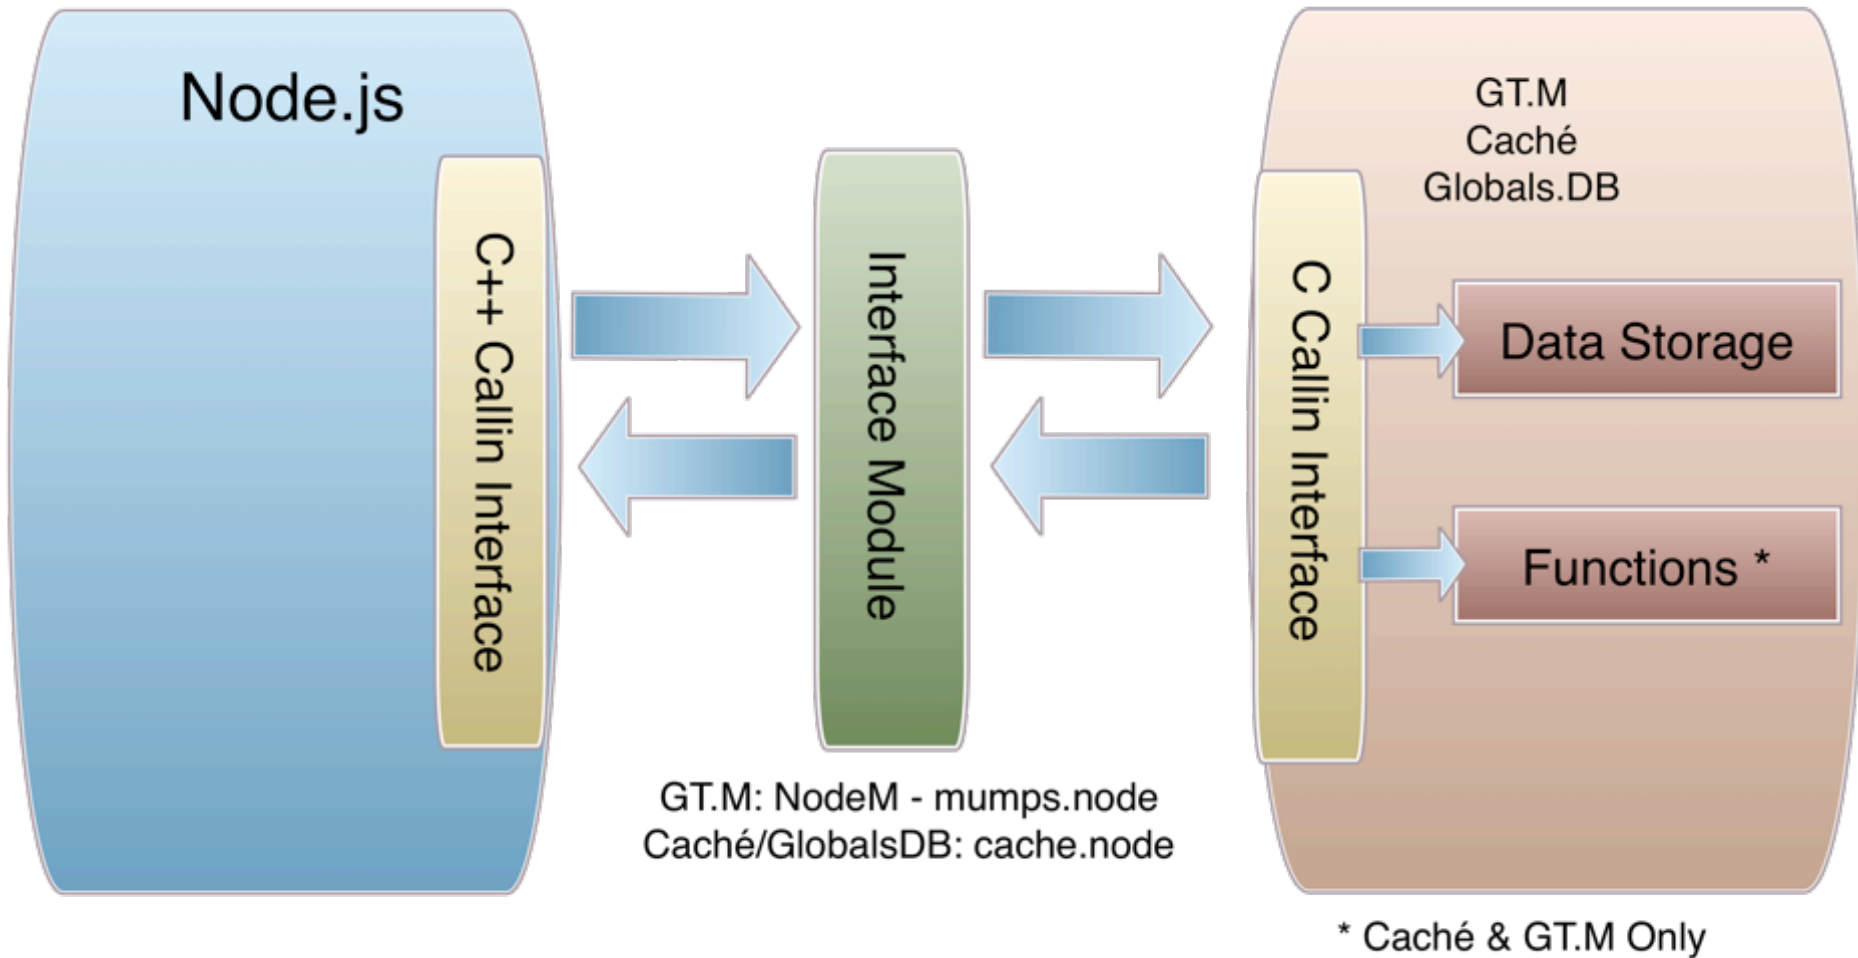 Node.js
C++ Callin Interface
Interface Module
GT.M: NodeM - mumps.node
Caché/GlobalsDB: cache.node
GT.M
Caché
Globals.DB
C Callin Interface
Data Storage
Functions *
* Caché & GT.M Only